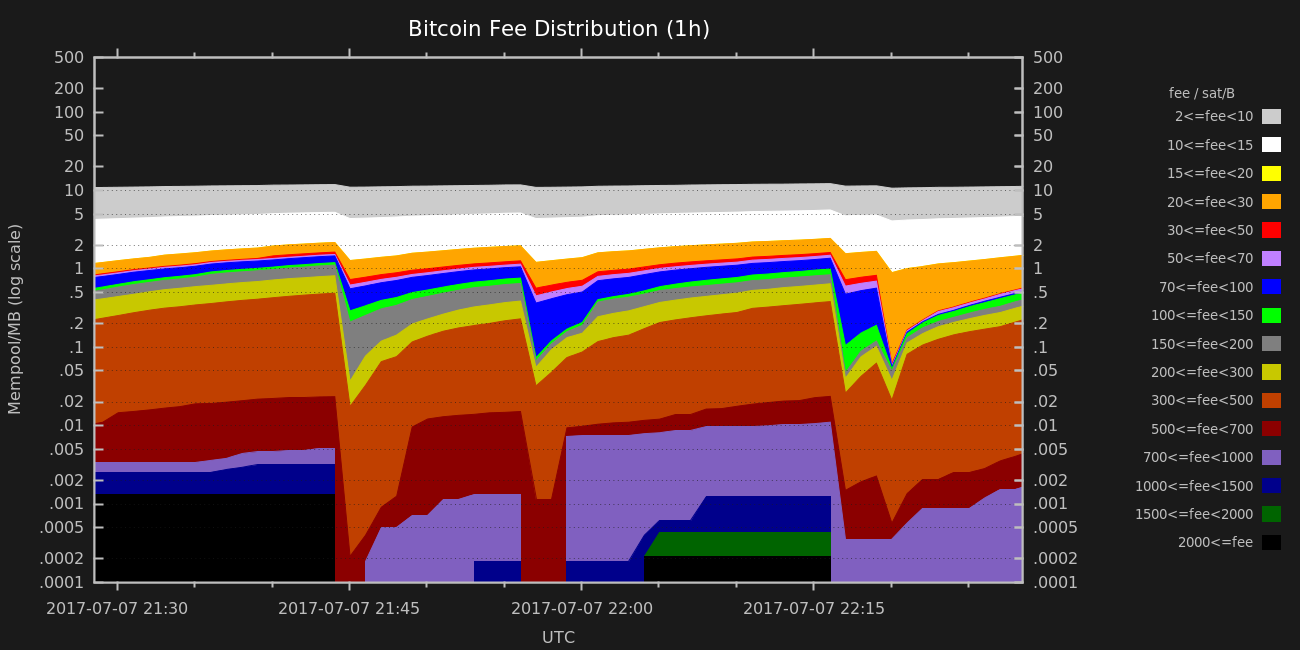 Bitcoin Fee Distribution (1h)
Mempool/MB (log scale)
500
200
100
50
20
10
5
2
1
.5
.2
.1
.05
.02
.01
.005
.002
.001
.0005
.0002
.0001
500
200
100
50
20
10
5
2
1
.5
.2
.1
.05
.02
.01
.005
.002
.001
.0005
.0002
.0001
2017-07-07 21:30
2017-07-07 21:45
2017-07-07 22:00
2017-07-07 22:15
UTC
fee / sat/B
2<=fee<10
10<=fee<15
15<=fee<20
20<=fee<30
30<=fee<50
50<=fee<70
70<=fee<100
100<=fee<150
150<=fee<200
200<=fee<300
300<=fee<500
500<=fee<700
700<=fee<1000
1000<=fee<1500
1500<=fee<2000
2000<=fee